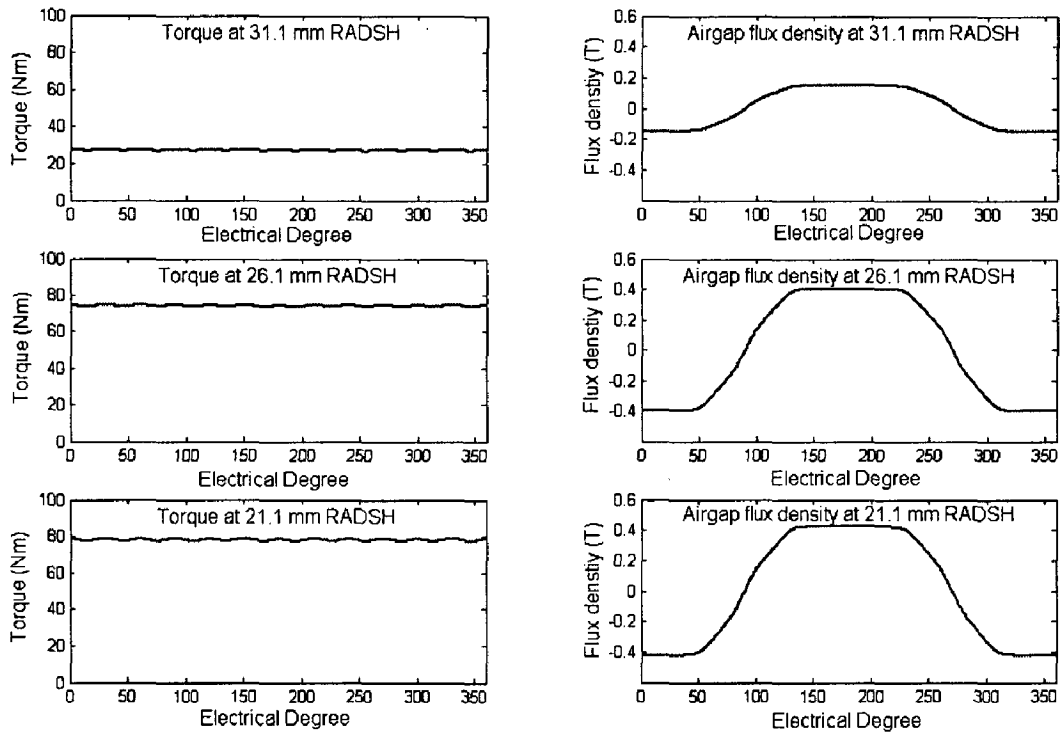 Torque at 31.1 mm RADSH
Torque (Nm)
100
80
60
40
20
0
0 50 100 150 200 250 300 350
Electrical Degree
Airgap flux density at 31.1 mm RADSH
Flux denstiy (T)
0.6
0.4
0.2
0
-0.2
-0.4
0 50 100 150 200 250 300 350
Electrical Degree
Torque at 26.1 mm RADSH
Torque (Nm)
100
80
60
40
20
0
0 50 100 150 200 250 300 350
Electrical Degree
Airgap flux density at 26.1 mm RADSH
Flux denstiy (T)
0.6
0.4
0.2
0
-0.2
-0.4
0 50 100 150 200 250 300 350
Electrical Degree
Torque at 21.1 mm RADSH
Torque (Nm)
100
80
60
40
20
0
0 50 100 150 200 250 300 350
Electrical Degree
Airgap flux density at 21.1 mm RADSH
Flux denstiy (T)
0.6
0.4
0.2
0
-0.2
-0.4
0 50 100 150 200 250 300 350
Electrical Degree